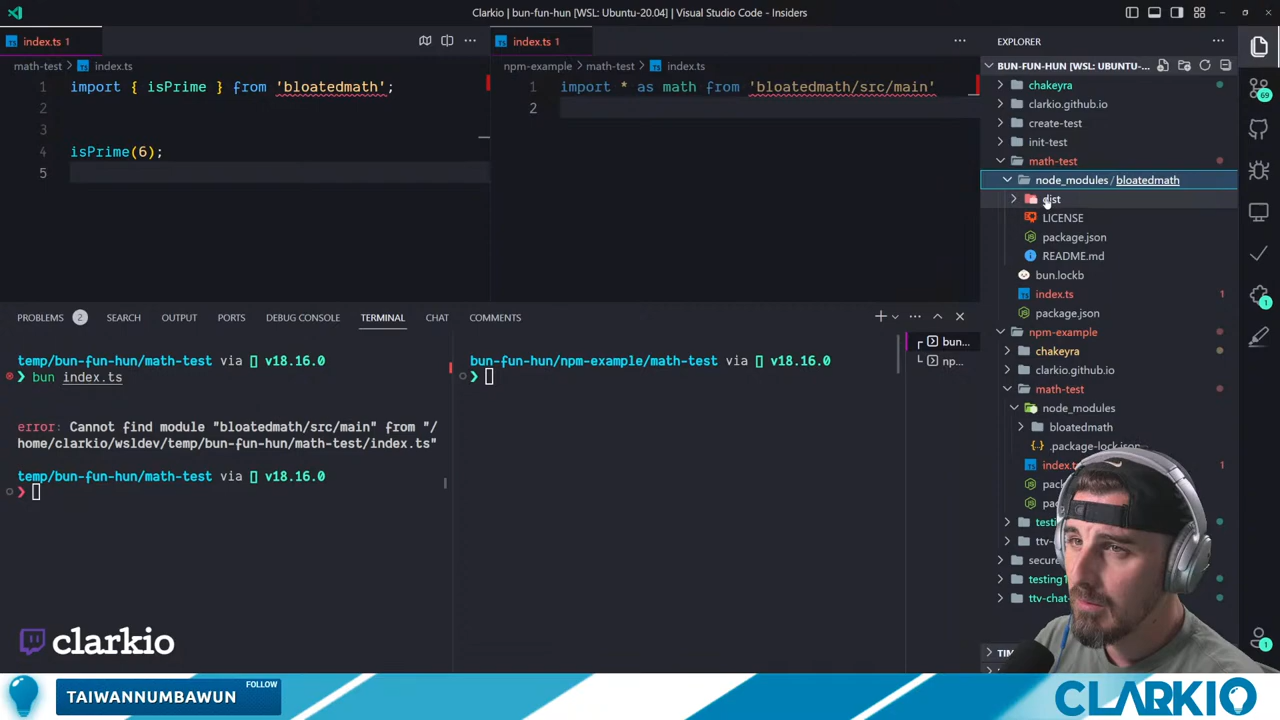 Clarkio | bun-fun-hun [WSL: Ubuntu-20.04] | Visual Studio Code - Insiders
index.ts 1
math-test > index.ts
1 import { isPrime } from 'bloatedmath';
2
3
4 isPrime(6);
5
index.ts 1
npm-example > math-test > index.ts
1 import * as math from 'bloatedmath/src/main'
2
PROBLEMS 2 SEARCH OUTPUT PORTS DEBUG CONSOLE TERMINAL CHAT COMMENTS
temp/bun-fun-hun/math-test via v18.16.0
❯ bun index.ts
error: Cannot find module "bloatedmath/src/main" from "/
home/clarkio/wsldev/temp/bun-fun-hun/math-test/index.ts"
temp/bun-fun-hun/math-test via v18.16.0
❯
bun-fun-hun/npm-example/math-test via v18.16.0
❯
bun...
np...
EXPLORER
BUN-FUN-HUN [WSL: UBUNTU-...
chakeyra
clarkio.github.io
create-test
init-test
math-test
node_modules / bloatedmath
dist
LICENSE
package.json
README.md
bun.lockb
index.ts 1
package.json
npm-example
chakeyra
clarkio.github.io
math-test
node_modules
bloatedmath
.package-lock.json
index.t 1
secure
testing1
ttv-chat
69
1
1
clarkio
TAIWANNUMBAWUN
FOLLOW
CLARKIO